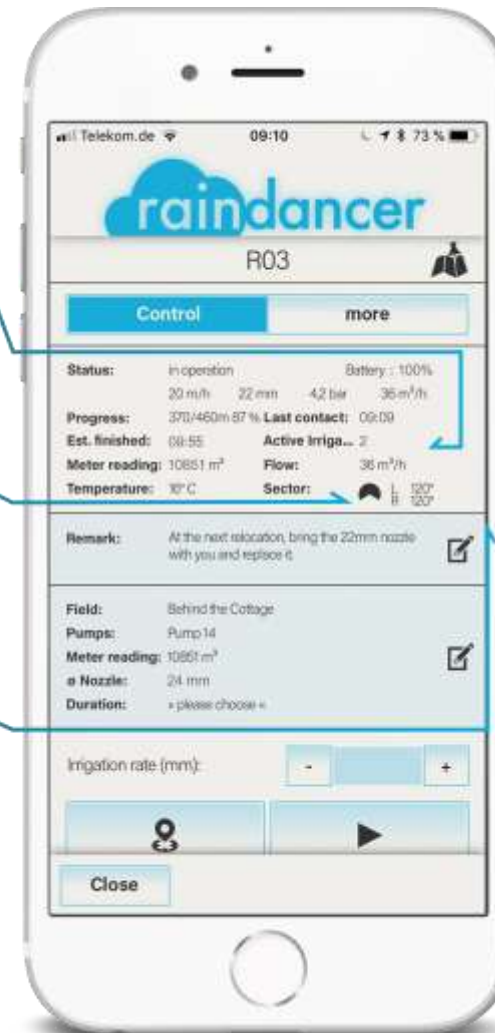 Telekom.de 09:10 73 %
raindancer
R03
Control more
Status: in operation Battery : 100%
20 m/h 22 mm 4,2 bar 36 m³/h
Progress: 370/460m 87 % Last contact: 09:09
Est. finished: 09:55 Active Irriga... 2
Meter reading: 10851 m³ Flow: 36 m³/h
Temperature: 16°C Sector: L 120°
R 120°
Remark: At the next relocation, bring the 22mm nozzle
with you and replace it
Field: Behind the Cottage
Pumps: Pump 14
Meter reading: 10851 m³
ø Nozzle: 24 mm
Duration: » please choose «
Irrigation rate (mm): - +
Close